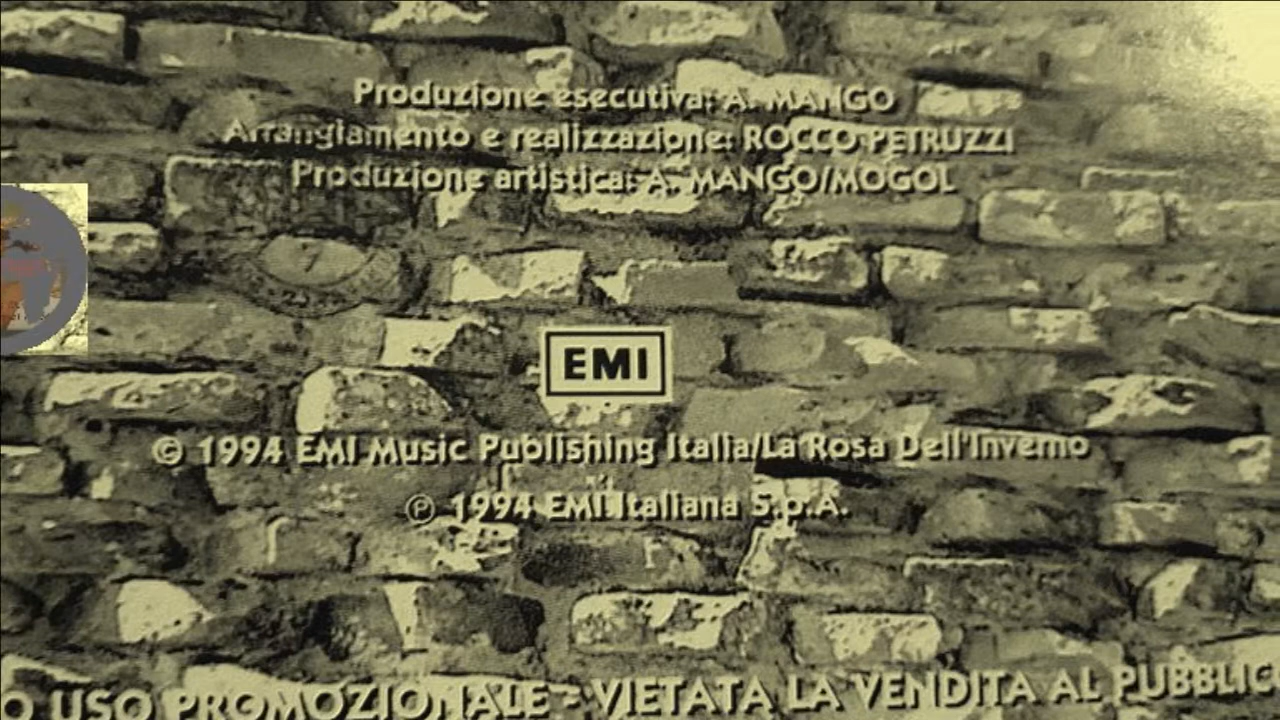 Produzione esecutiva: A. MANGO
Arrangiamento e realizzazione: ROCCO PETRUZZI
Produzione artistica: A. MANGO/MOGOL
EMI
© 1994 EMI Music Publishing Italia/La Rosa Dell'Inverno
℗ 1994 EMI Italiana S.p.A.
O USO PROMOZIONALE - VIETATA LA VENDITA AL PUBBLIC